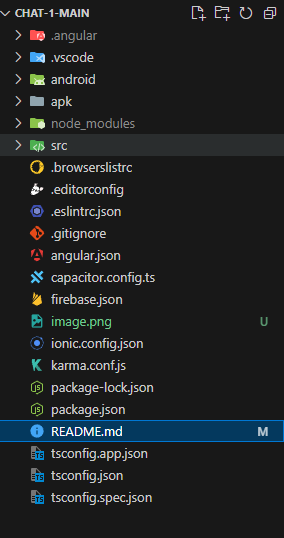 CHAT-1-MAIN
.angular
.vscode
android
apk
node_modules
src
.browserslistrc
.editorconfig
.eslintrc.json
.gitignore
angular.json
capacitor.config.ts
firebase.json
image.png U
ionic.config.json
karma.conf.js
package-lock.json
package.json
README.md M
tsconfig.app.json
tsconfig.json
tsconfig.spec.json